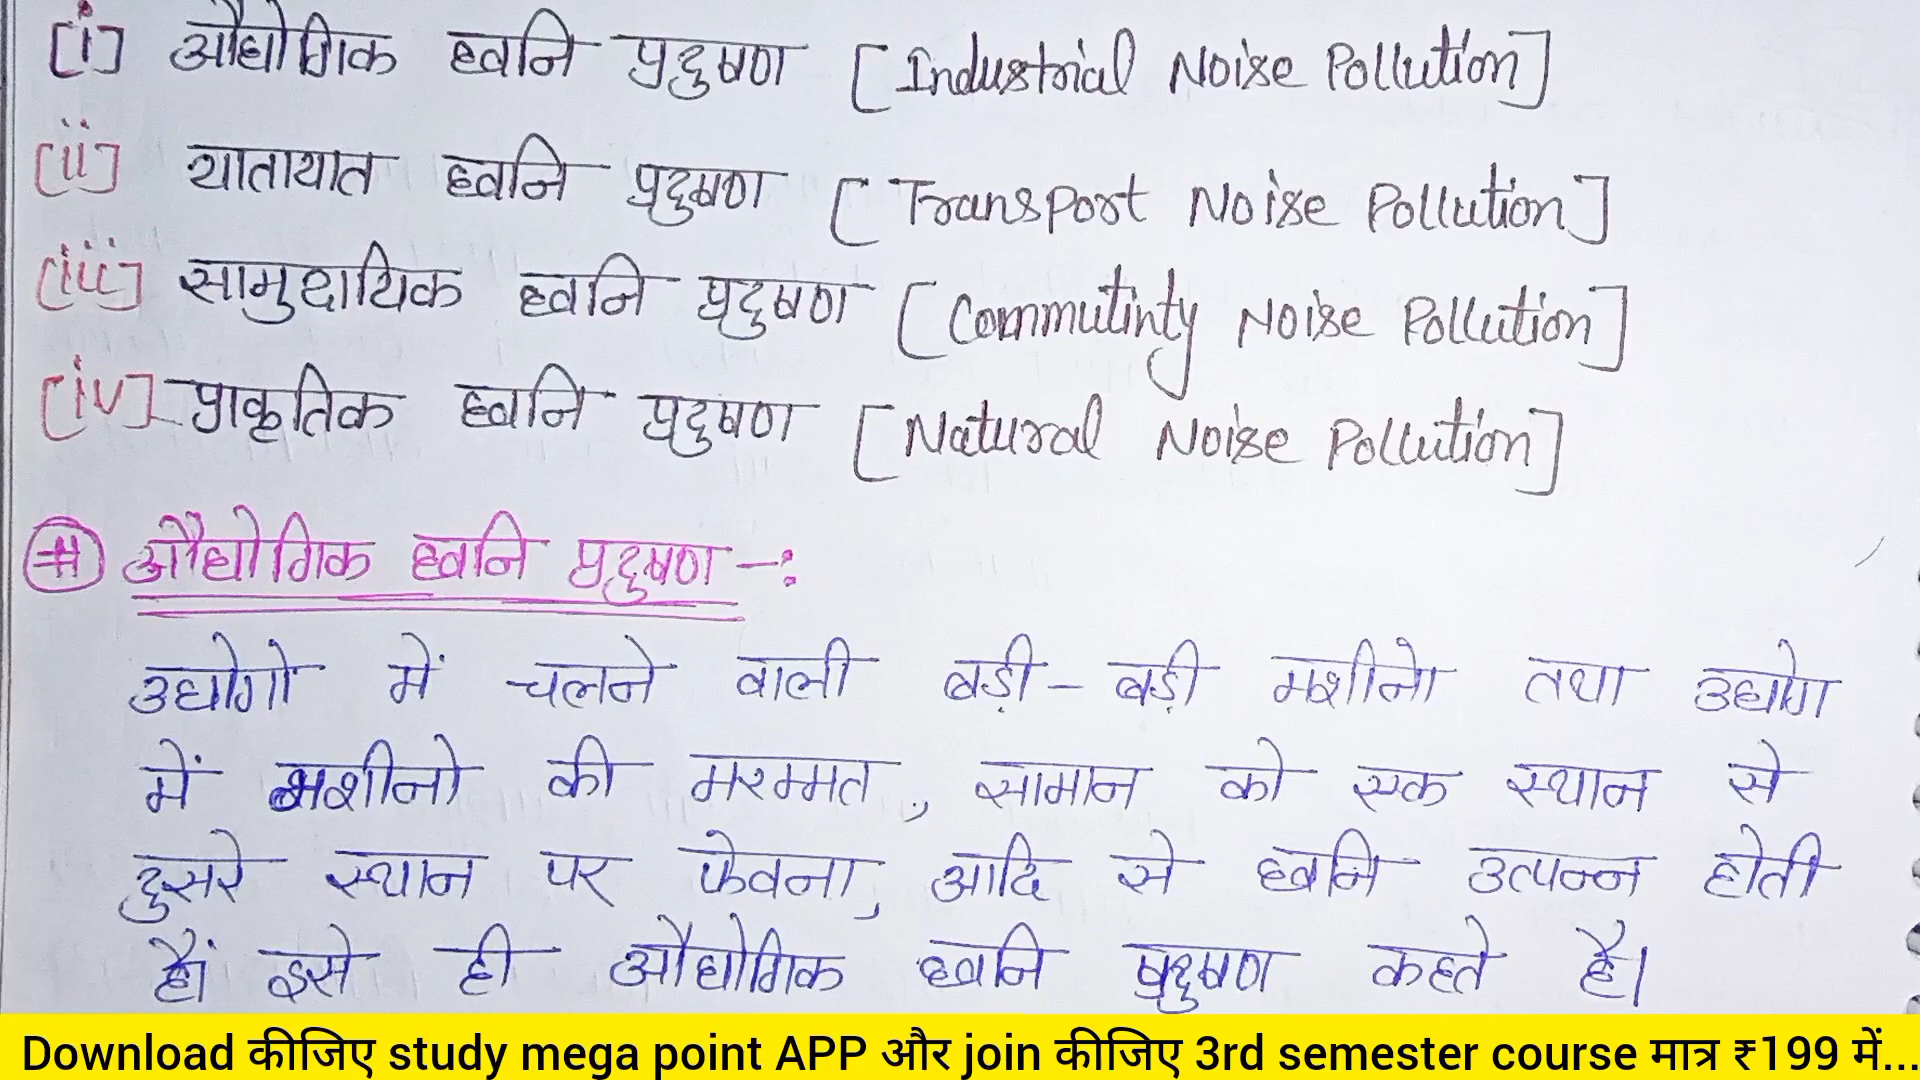 [i] औद्योगिक ध्वनि प्रदुषण [Industrial Noise Pollution]
[ii] यातायात ध्वनि प्रदुषण [Transport Noise Pollution]
[iii] सामुदायिक ध्वनि प्रदुषण [Commutinty Noise Pollution]
[iv] प्राकृतिक ध्वनि प्रदुषण [Natural Noise Pollution]
# औद्योगिक ध्वनि प्रदुषण -:
उद्योगो में चलने वाली बड़ी - बड़ी मशीनो तथा उद्योग
में मशीनो की मरम्मत, सामान को एक स्थान से
दुसरे स्थान पर फेकना, आदि से ध्वनि उत्पन्न होती
हैं। इसे ही औद्योगिक ध्वनि प्रदुषण कहते है।
Download कीजिए study mega point APP और join कीजिए 3rd semester course मात्र ₹199 में...